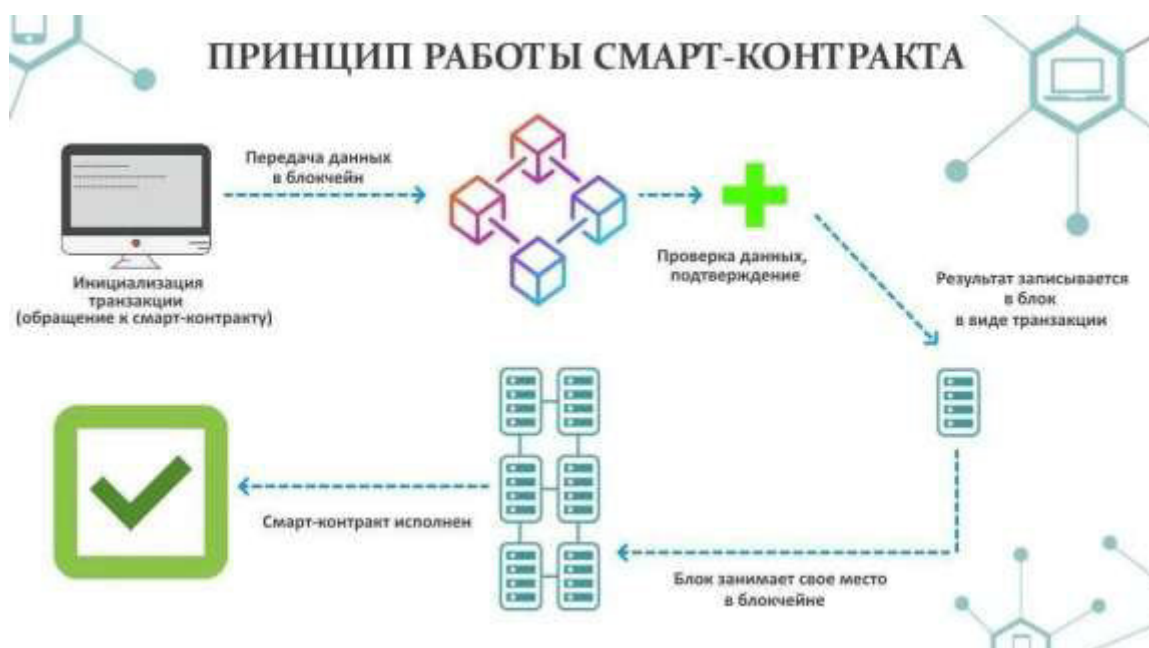 ПРИНЦИП РАБОТЫ СМАРТ-КОНТРАКТА
Передача данных
в блокчейн
Инициализация
транзакции
(обращение к смарт-контракту)
Проверка данных,
подтверждение
Результат записывается
в блок
в виде транзакции
Блок занимает свое место
в блокчейне
Смарт-контракт исполнен